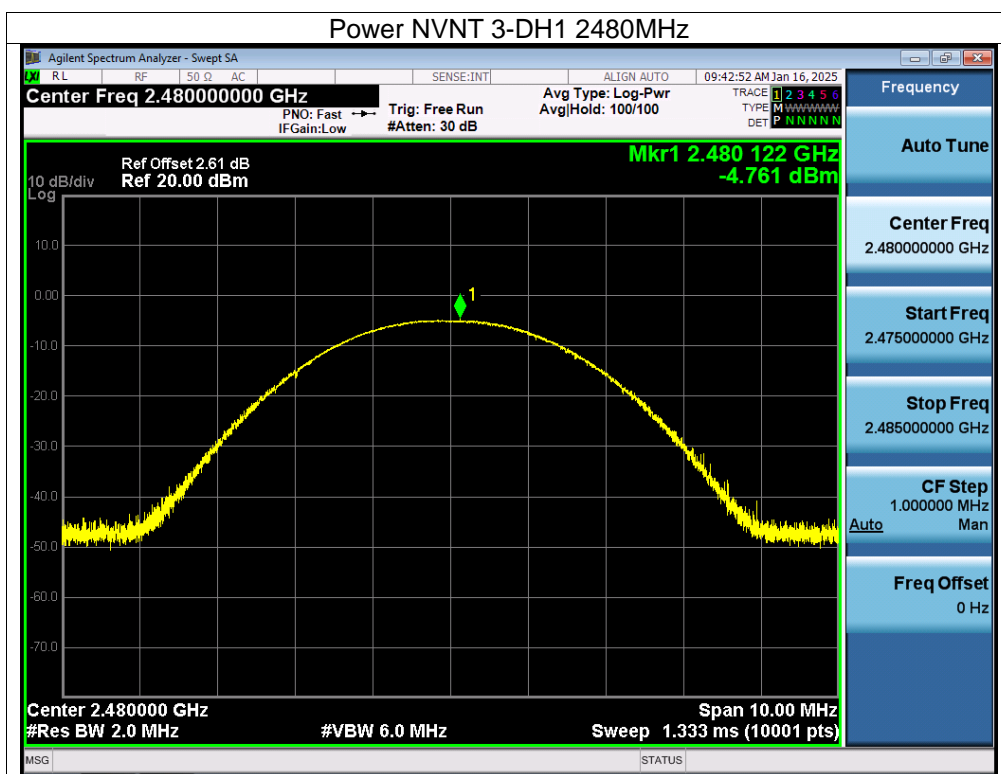 Power NVNT 3-DH1 2480MHz
Agilent Spectrum Analyzer - Swept SA
LXI RL RF 50 Ω AC SENSE:INT ALIGN AUTO 09:42:52 AM Jan 16, 2025
Center Freq 2.480000000 GHz
PNO: Fast
IFGain:Low
Trig: Free Run
#Atten: 30 dB
Avg Type: Log-Pwr
Avg|Hold: 100/100
TRACE 1 2 3 4 5 6
TYPE M WWWWW
DET P N N N N N
Mkr1 2.480 122 GHz
-4.761 dBm
Ref Offset 2.61 dB
10 dB/div Ref 20.00 dBm
Log
10.0
0.00
-10.0
-20.0
-30.0
-40.0
-50.0
-60.0
-70.0
1
Center 2.480000 GHz Span 10.00 MHz
#Res BW 2.0 MHz #VBW 6.0 MHz Sweep 1.333 ms (10001 pts)
MSG STATUS
Frequency
Auto Tune
Center Freq
2.480000000 GHz
Start Freq
2.475000000 GHz
Stop Freq
2.485000000 GHz
CF Step
1.000000 MHz
Auto Man
Freq Offset
0 Hz